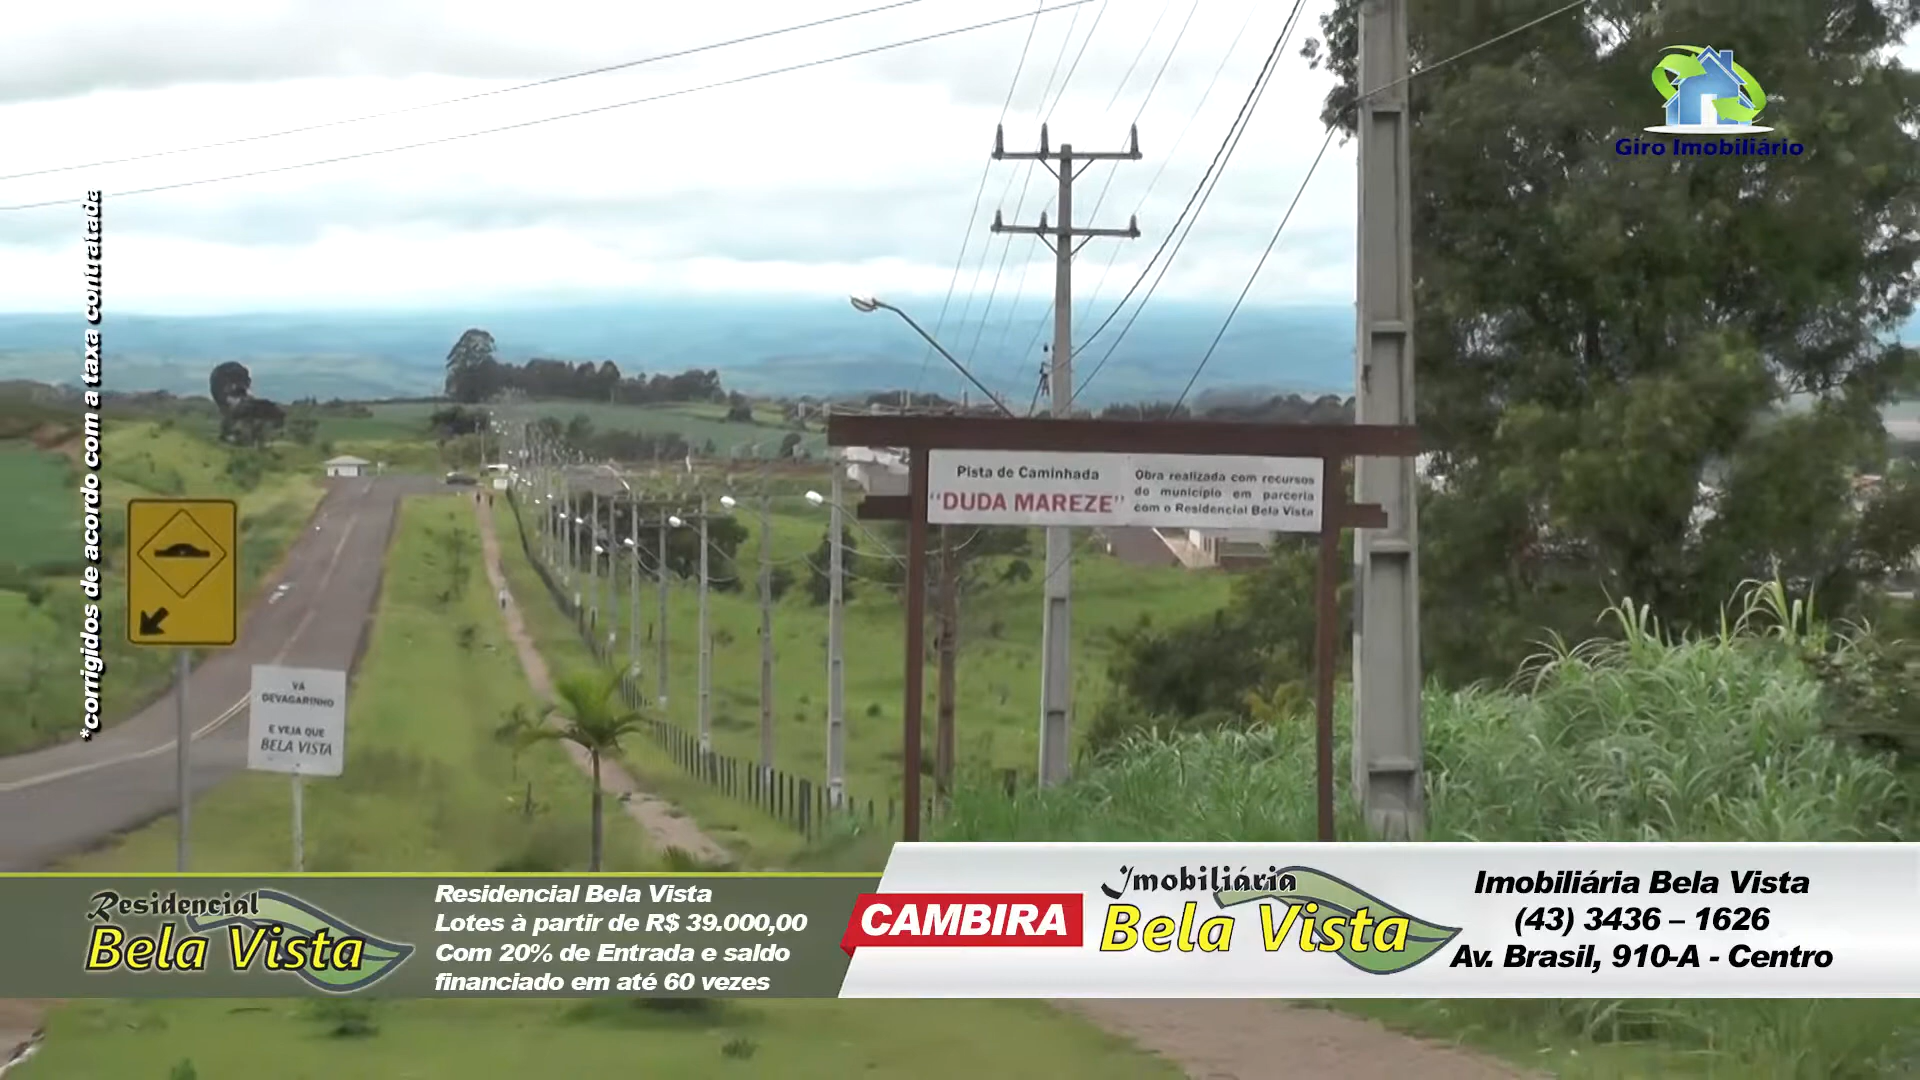 Giro Imobiliário
*corrigidos de acordo com a taxa contratada
Pista de Caminhada
"DUDA MAREZE"
Obra realizada com recursos
do município em parceria
com o Residencial Bela Vista
VÁ
DEVAGARINHO
E VEJA QUE
BELA VISTA
Residencial
Bela Vista
Residencial Bela Vista
Lotes à partir de R$ 39.000,00
Com 20% de Entrada e saldo
financiado em até 60 vezes
CAMBIRA
Imobiliária
Bela Vista
Imobiliária Bela Vista
(43) 3436 – 1626
Av. Brasil, 910-A - Centro